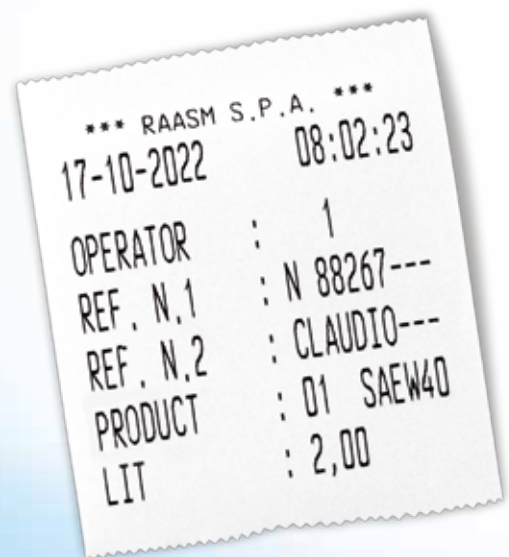 *** RAASM S.P.A. ***
17-10-2022 08:02:23
OPERATOR : 1
REF. N.1 : N 88267---
REF. N.2 : CLAUDIO---
PRODUCT : 01 SAEW40
LIT : 2,00